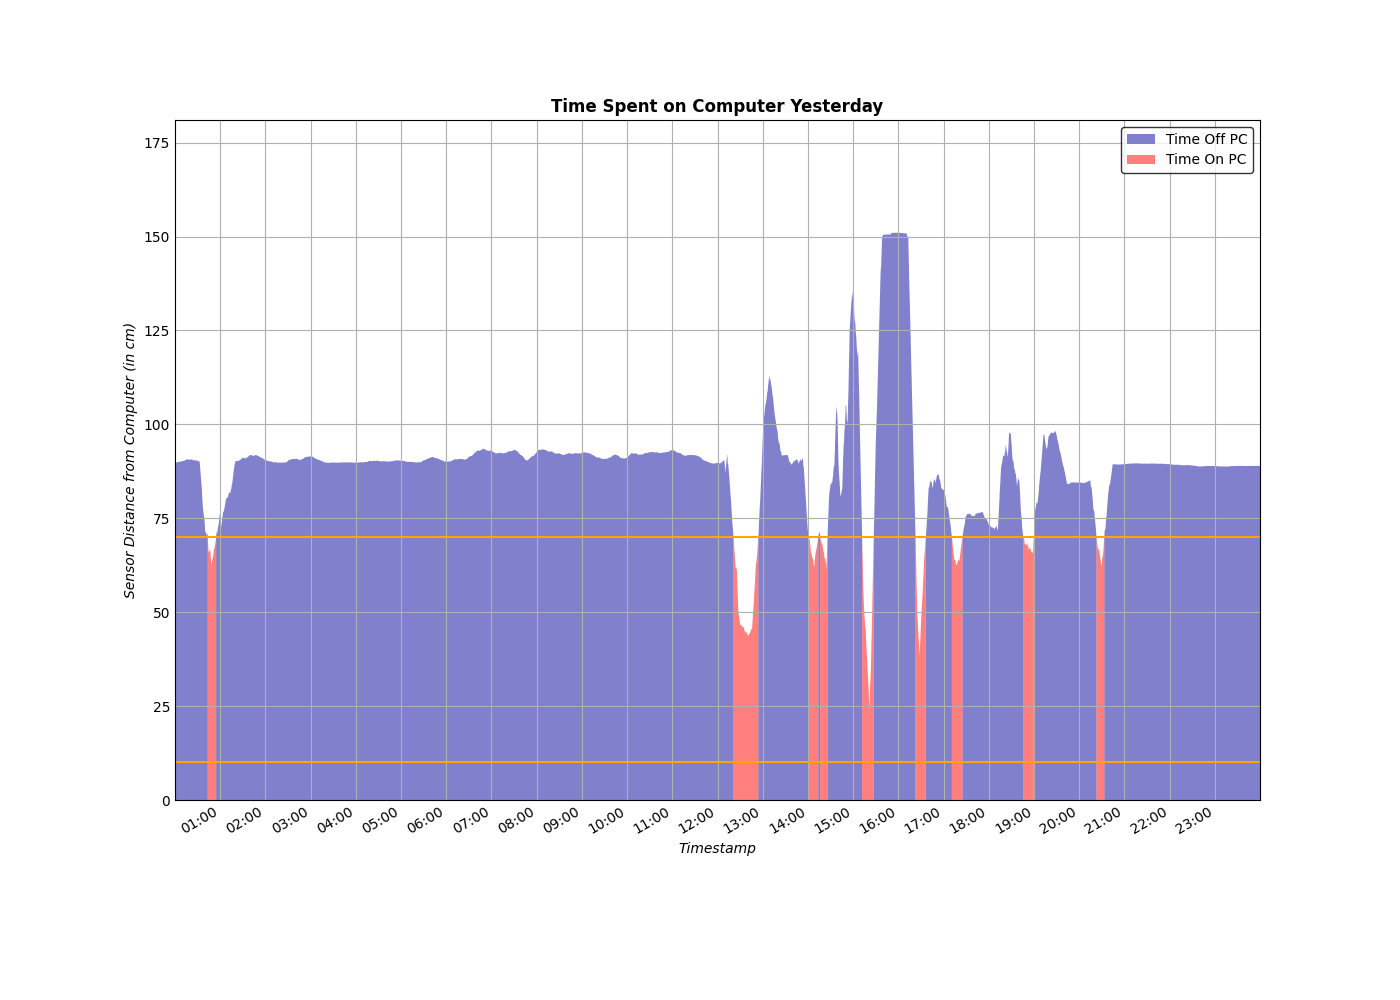 Time Spent on Computer Yesterday
Time Off PC
Time On PC
175
150
125
100
75
50
25
0
Sensor Distance from Computer (in cm)
01:00 02:00 03:00 04:00 05:00 06:00 07:00 08:00 09:00 10:00 11:00 12:00 13:00 14:00 15:00 16:00 17:00 18:00 19:00 20:00 21:00 22:00 23:00
Timestamp